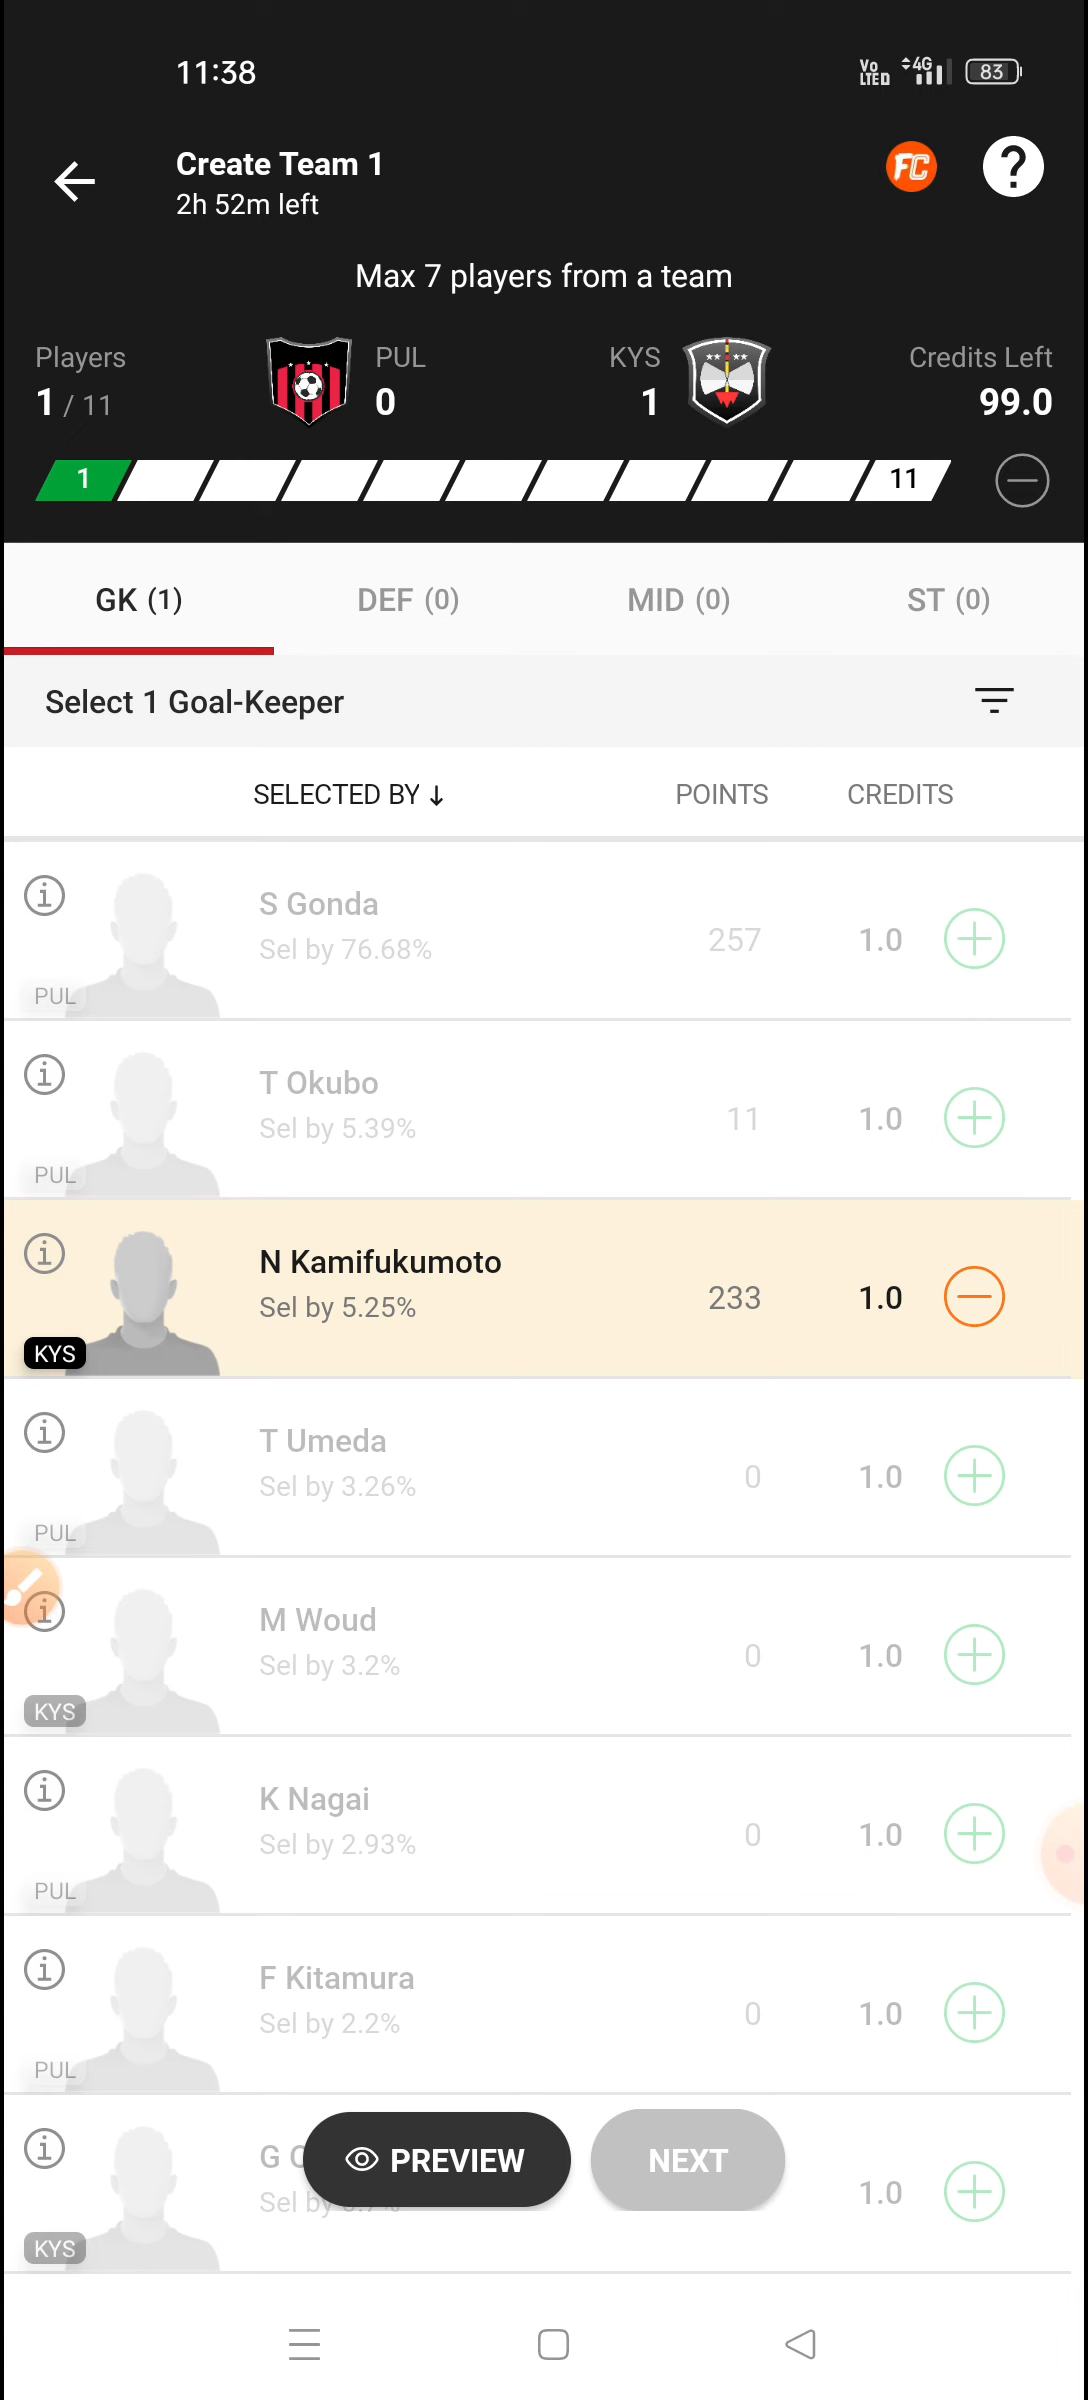 11:38
Vo LTE D
4G
83
Create Team 1
2h 52m left
FC
?
Max 7 players from a team
Players
PUL
KYS
Credits Left
1 / 11
0
1
99.0
1
11
GK (1)
DEF (0)
MID (0)
ST (0)
Select 1 Goal-Keeper
SELECTED BY ↓
POINTS
CREDITS
S Gonda
Sel by 76.68%
257
1.0
PUL
T Okubo
Sel by 5.39%
11
1.0
PUL
N Kamifukumoto
Sel by 5.25%
233
1.0
KYS
T Umeda
Sel by 3.26%
0
1.0
PUL
M Woud
Sel by 3.2%
0
1.0
KYS
K Nagai
Sel by 2.93%
0
1.0
PUL
F Kitamura
Sel by 2.2%
0
1.0
PUL
G
Sel by
1.0
KYS
PREVIEW
NEXT